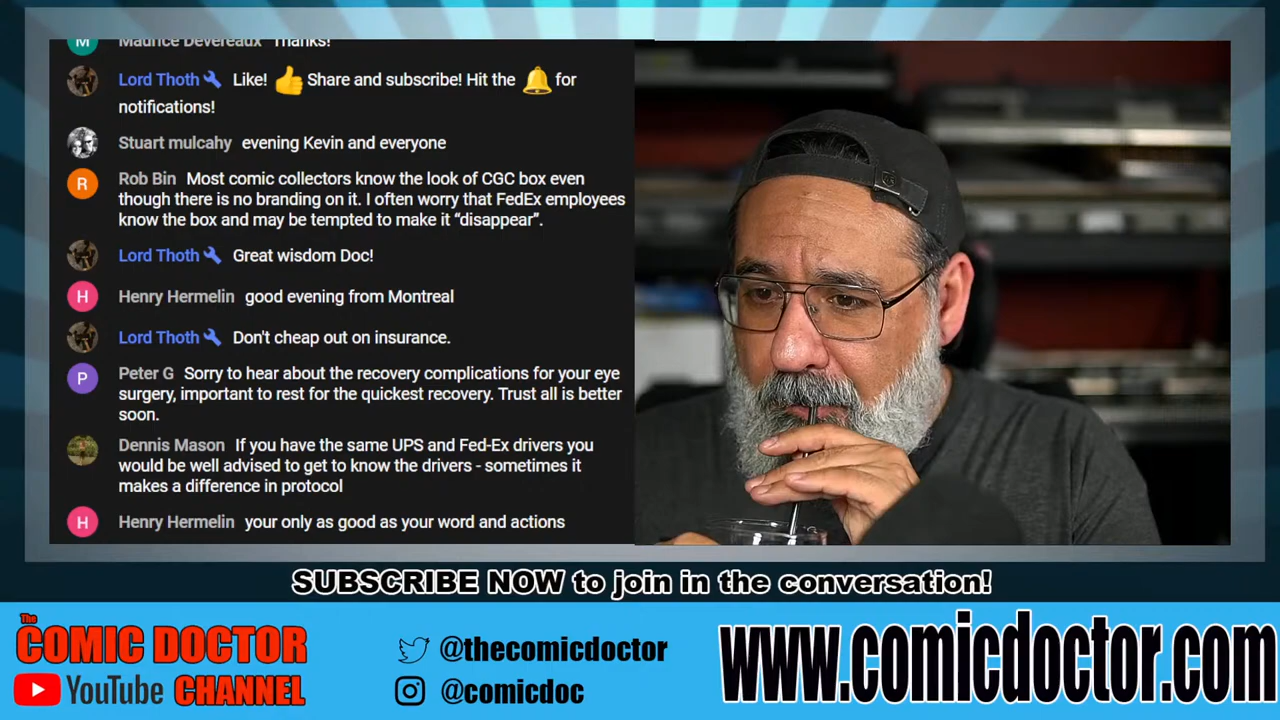 Maurice Devereaux Thanks!
Lord Thoth Like! 👍 Share and subscribe! Hit the 🔔 for
notifications!
Stuart mulcahy evening Kevin and everyone
R
Rob Bin Most comic collectors know the look of CGC box even
though there is no branding on it. I often worry that FedEx employees
know the box and may be tempted to make it “disappear”.
Lord Thoth Great wisdom Doc!
H
Henry Hermelin good evening from Montreal
Lord Thoth Don't cheap out on insurance.
P
Peter G Sorry to hear about the recovery complications for your eye
surgery, important to rest for the quickest recovery. Trust all is better
soon.
Dennis Mason If you have the same UPS and Fed-Ex drivers you
would be well advised to get to know the drivers - sometimes it
makes a difference in protocol
H
Henry Hermelin your only as good as your word and actions
SUBSCRIBE NOW to join in the conversation!
The
COMIC DOCTOR
YouTube CHANNEL
@thecomicdoctor
@comicdoc
www.comicdoctor.com